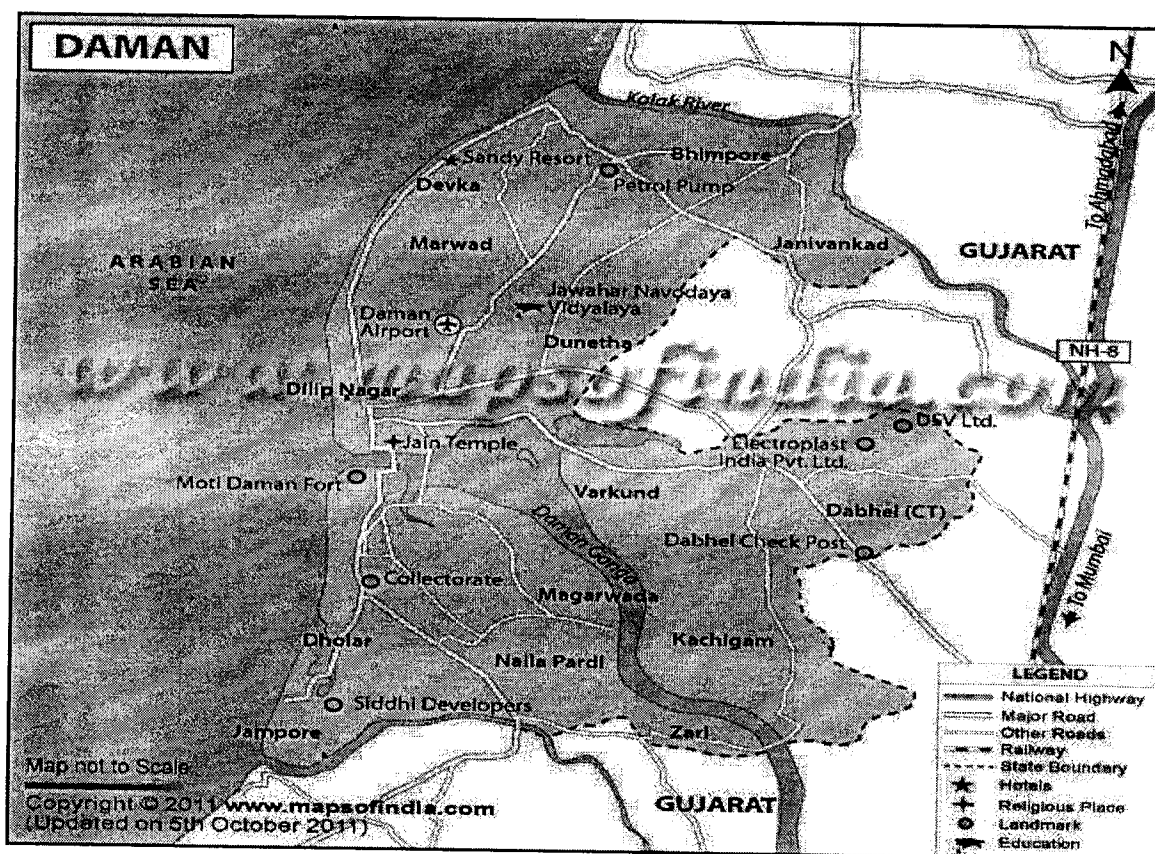 DAMAN
N
Kolak River
To Ahmadabad
Bhimpore
Sandy Resort
Petrol Pump
Devka
Marwad
Janivankad
GUJARAT
ARABIAN
SEA
Jawahar Navodaya
Vidyalaya
Daman
Airport
Dunetha
NH-8
www.mapsofindia.com
Dilip Nagar
D&V Ltd.
Jain Temple
Electroplast
India Pvt. Ltd.
Moti Daman Fort
Varkund
Dabhel (CT)
Daman Ganga
Dabhel Check Post
Collectorate
Magarwada
To Mumbai
Dholar
Kachigam
Naila Pardi
Siddhi Developers
Jampore
Zari
GUJARAT
Map not to Scale
Copyright © 2011 www.mapsofindia.com
(Updated on 5th October 2011)
LEGEND
National Highway
Major Road
Other Roads
Railway
State Boundary
Hotels
Religious Place
Landmark
Education